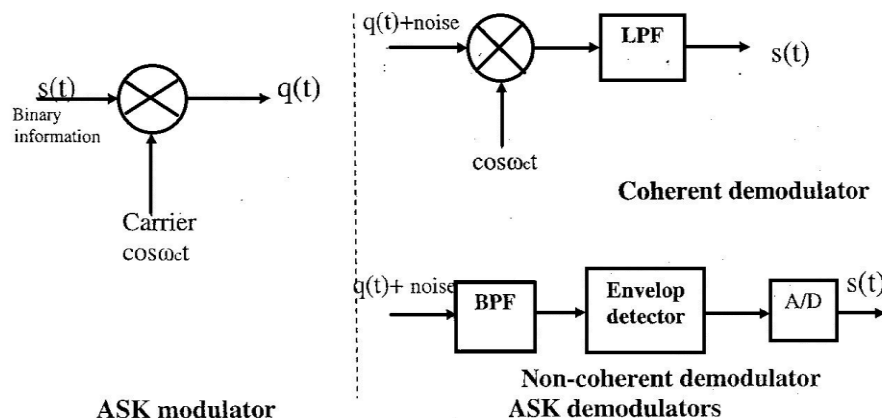 s(t)
Binary
information
q(t)
Carrier
cosωct
ASK modulator
q(t)+noise
LPF
s(t)
cosωct
Coherent demodulator
q(t)+ noise
BPF
Envelop
detector
A/D
s(t)
Non-coherent demodulator
ASK demodulators